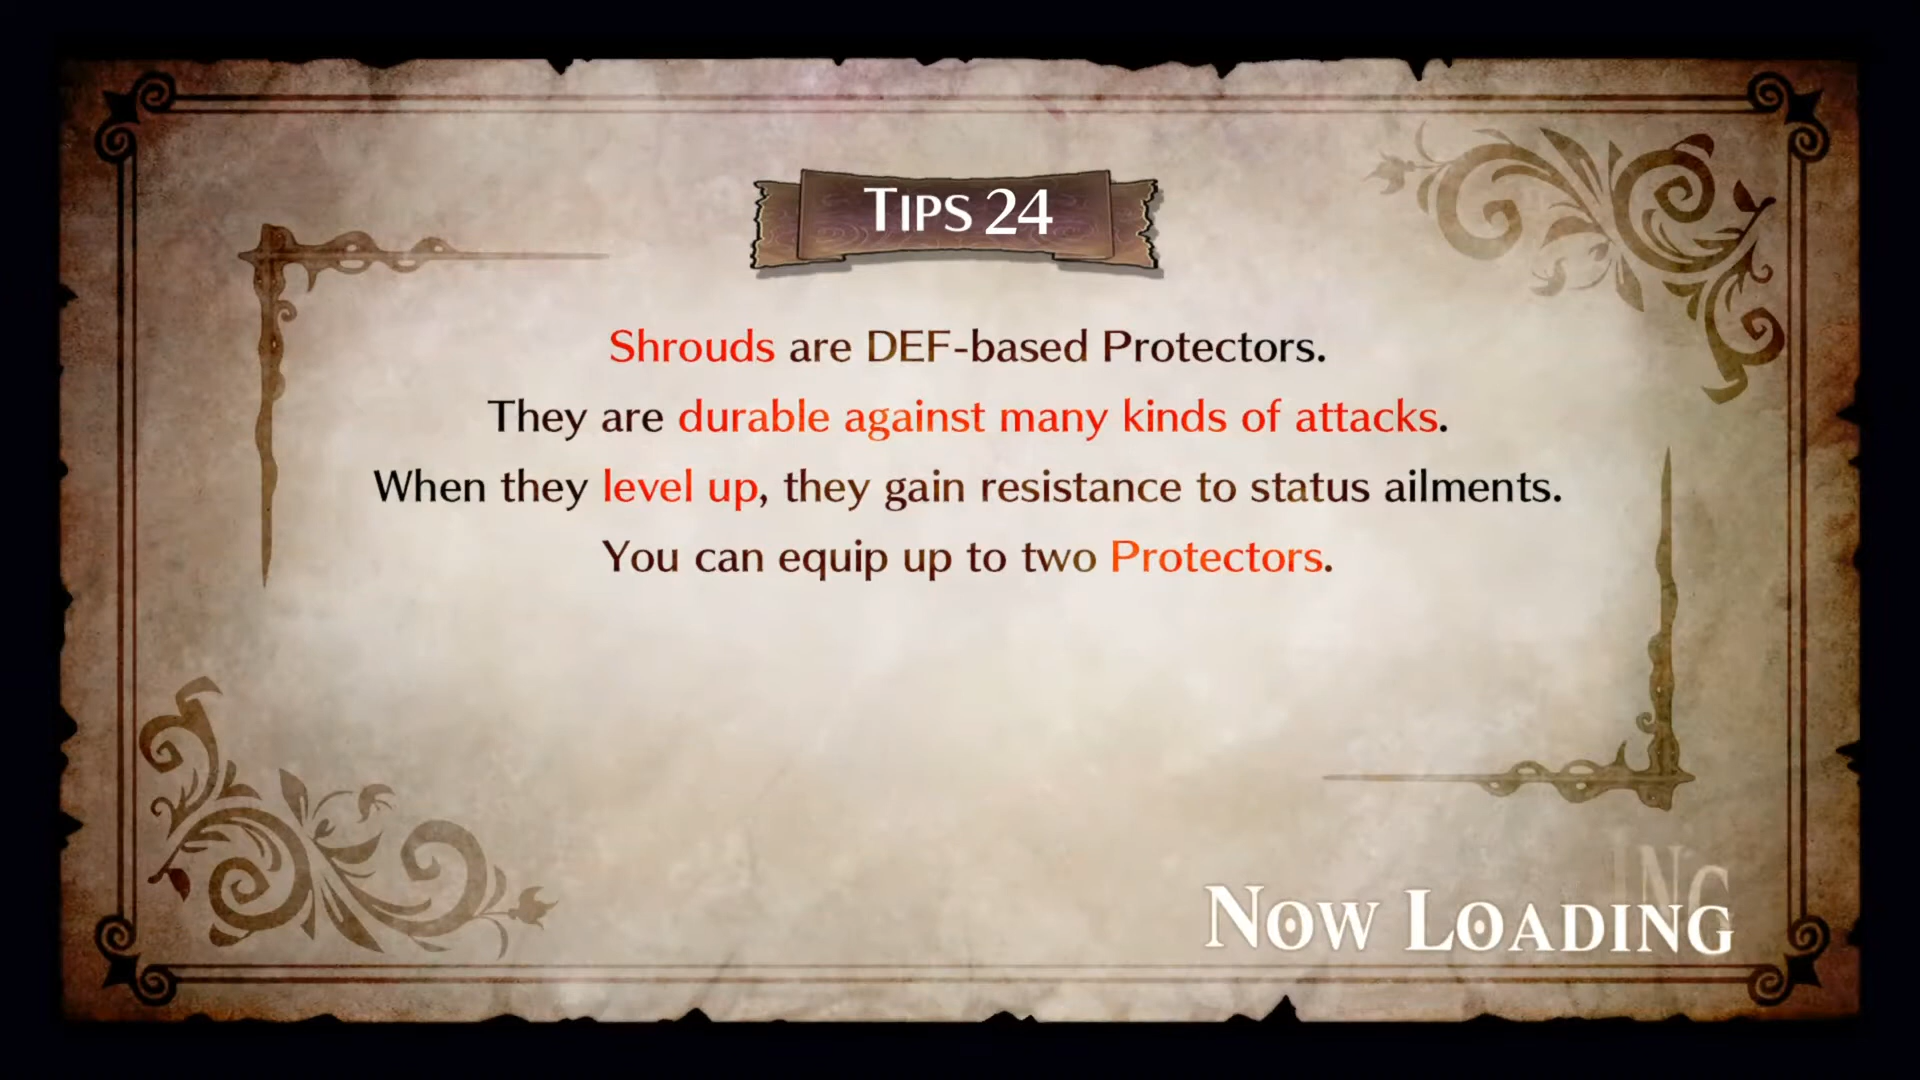 TIPS 24
Shrouds are DEF-based Protectors.
They are durable against many kinds of attacks.
When they level up, they gain resistance to status ailments.
You can equip up to two Protectors.
ING
NOW LOADING